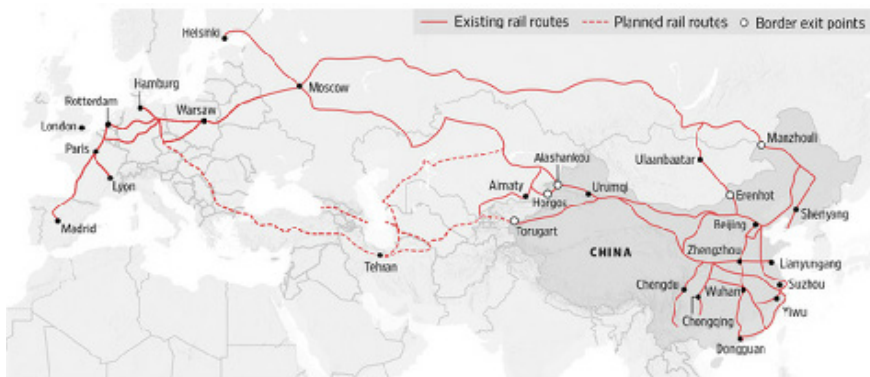 Existing rail routes
Planned rail routes
Border exit points
Helsinki
Moscow
Hamburg
Rotterdam
Warsaw
London
Paris
Lyon
Madrid
Manzhouli
Ulaanbaatar
Alashankou
Almaty
Horgos
Urumqi
Erenhot
Torugart
Beijing
Shenyang
Tehran
CHINA
Zhengzhou
Lianyungang
Chengdu
Wuhan
Suzhou
Yiwu
Chongqing
Dongguan